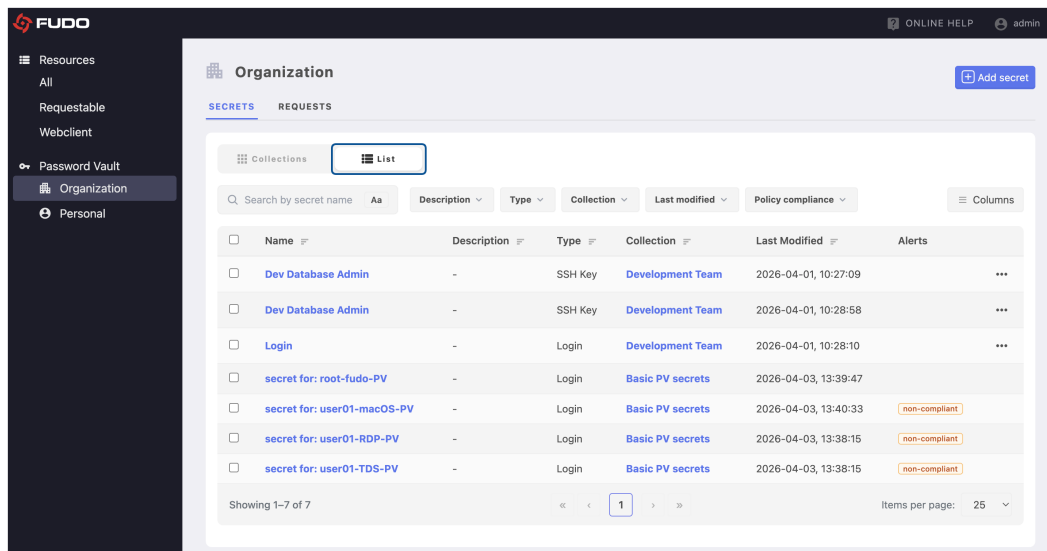 FUDO
ONLINE HELP admin
Resources
All
Requestable
Webclient
Password Vault
Organization
Personal
Organization
Add secret
SECRETS REQUESTS
Collections List
Search by secret name Aa Description Type Collection Last modified Policy compliance Columns
Name Description Type Collection Last Modified Alerts
Dev Database Admin - SSH Key Development Team 2026-04-01, 10:27:09 •••
Dev Database Admin - SSH Key Development Team 2026-04-01, 10:28:58 •••
Login - Login Development Team 2026-04-01, 10:28:10 •••
secret for: root-fudo-PV - Login Basic PV secrets 2026-04-03, 13:39:47
secret for: user01-macOS-PV - Login Basic PV secrets 2026-04-03, 13:40:33 non-compliant
secret for: user01-RDP-PV - Login Basic PV secrets 2026-04-03, 13:38:15 non-compliant
secret for: user01-TDS-PV - Login Basic PV secrets 2026-04-03, 13:38:15 non-compliant
Showing 1–7 of 7 « ‹ 1 › » Items per page: 25